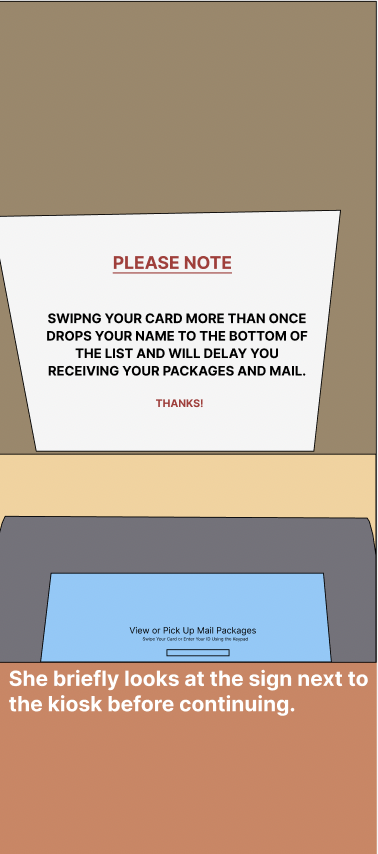 PLEASE NOTE
SWIPNG YOUR CARD MORE THAN ONCE
DROPS YOUR NAME TO THE BOTTOM OF
THE LIST AND WILL DELAY YOU
RECEIVING YOUR PACKAGES AND MAIL.
THANKS!
View or Pick Up Mail Packages
Swipe Your Card or Enter Your ID Using the Keypad
She briefly looks at the sign next to
the kiosk before continuing.